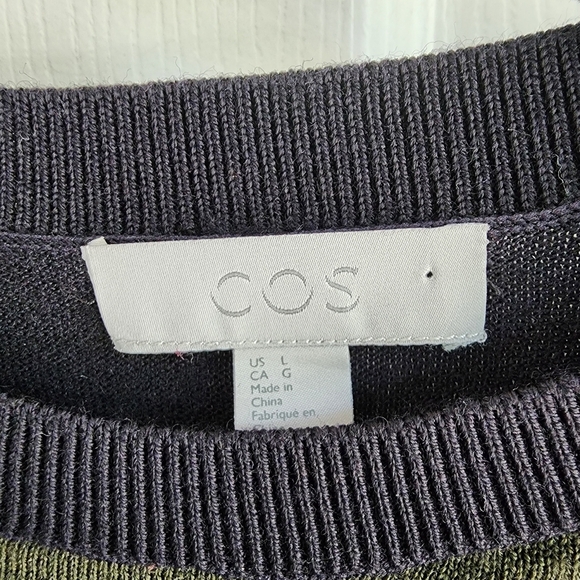 COS
US L
CA G
Made in
China
Fabriqué en